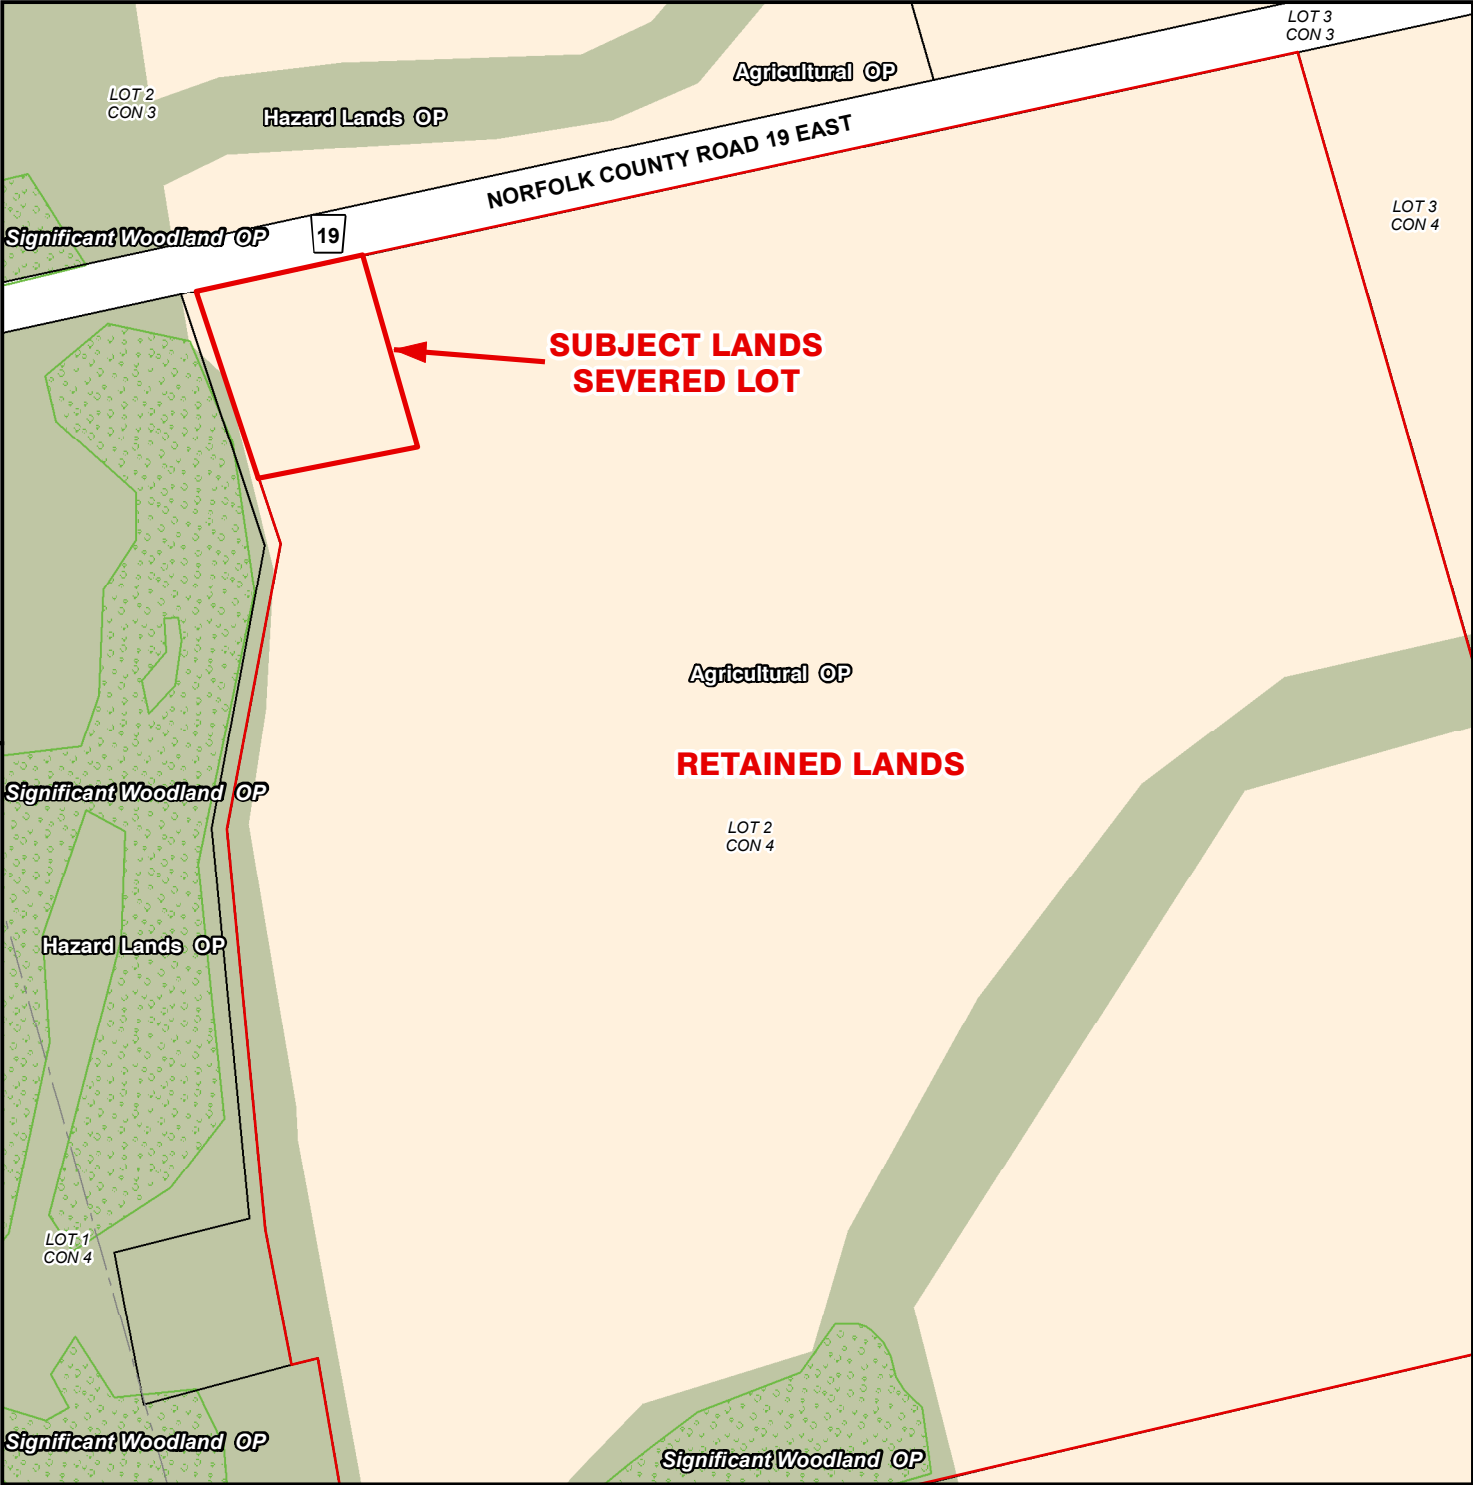 LOT 3
CON 3
Agricultural OP
LOT 2
CON 3
Hazard Lands OP
NORFOLK COUNTY ROAD 19 EAST
LOT 3
CON 4
Significant Woodland OP
19
SUBJECT LANDS
SEVERED LOT
Agricultural OP
RETAINED LANDS
Significant Woodland OP
LOT 2
CON 4
Hazard Lands OP
LOT 1
CON 4
Significant Woodland OP
Significant Woodland OP